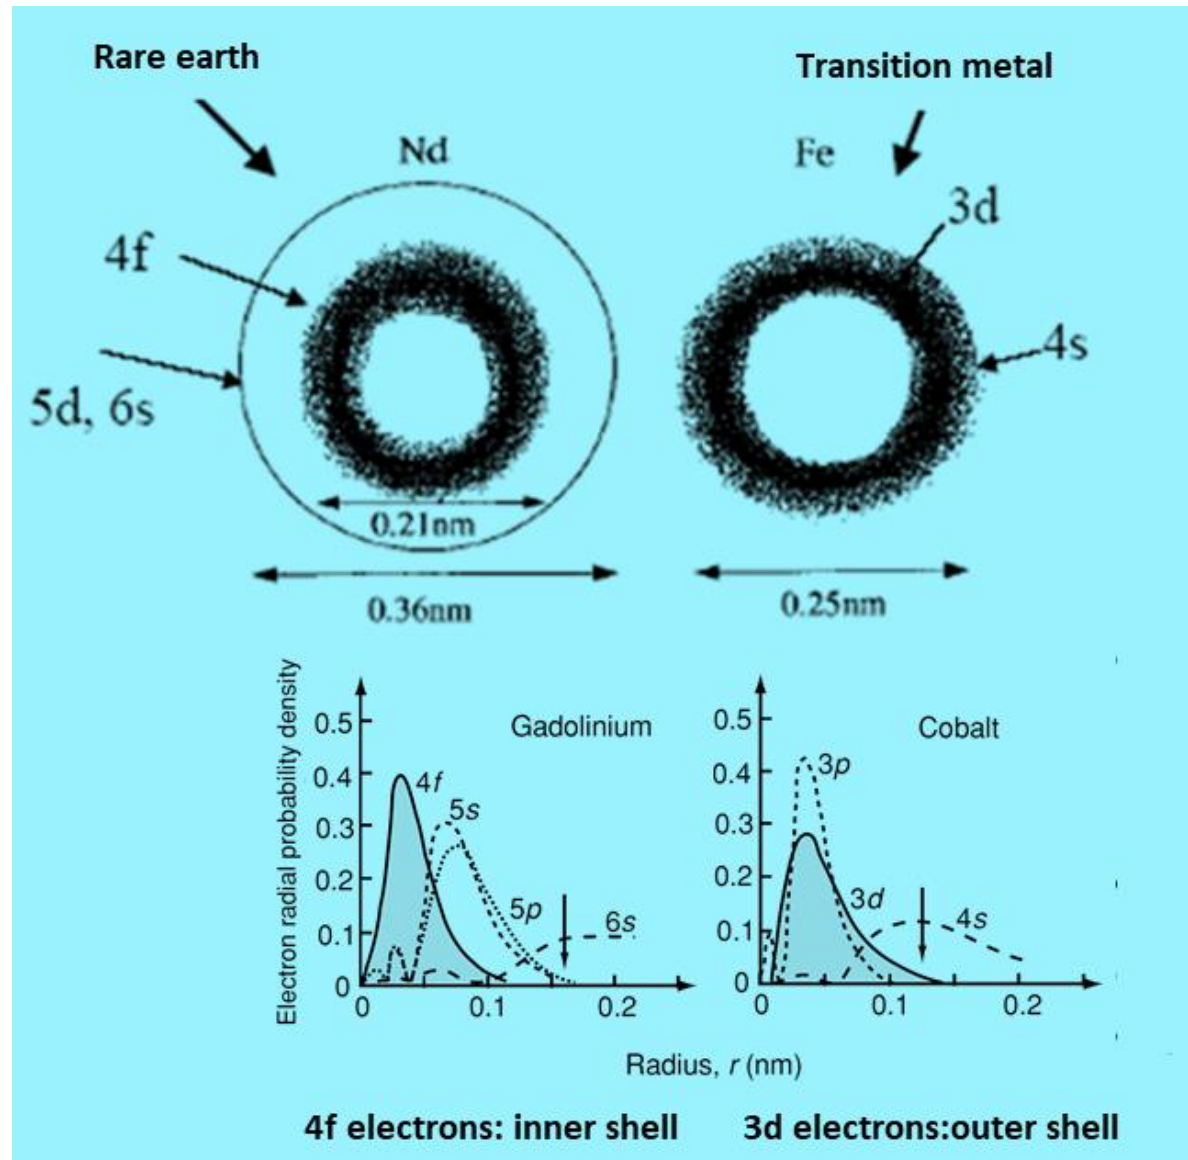 Rare earth
Transition metal
Nd
Fe
3d
4f
4s
5d, 6s
0.21nm
0.36nm
0.25nm
Electron radial probability density
0.5
0.4
0.3
0.2
0.1
0
Gadolinium
4f
5s
5p
6s
0
0.1
0.2
0.5
0.4
0.3
0.2
0.1
0
Cobalt
3p
3d
4s
0
0.1
0.2
Radius, r (nm)
4f electrons: inner shell
3d electrons:outer shell